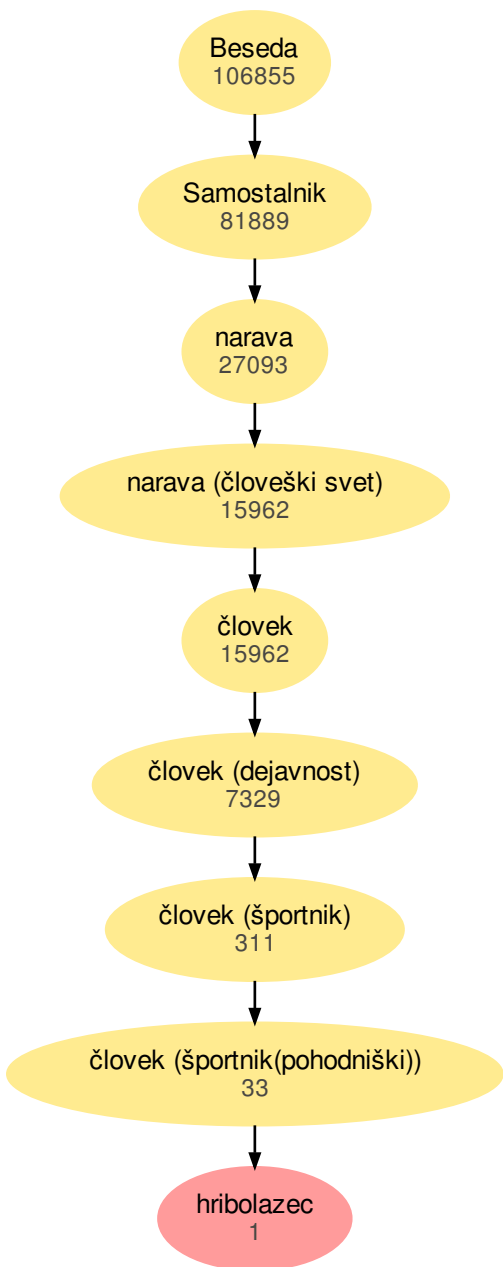 Beseda
106855
Samostalnik
81889
narava
27093
narava (človeški svet)
15962
človek
15962
človek (dejavnost)
7329
človek (športnik)
311
človek (športnik(pohodniški))
33
hribolazec
1